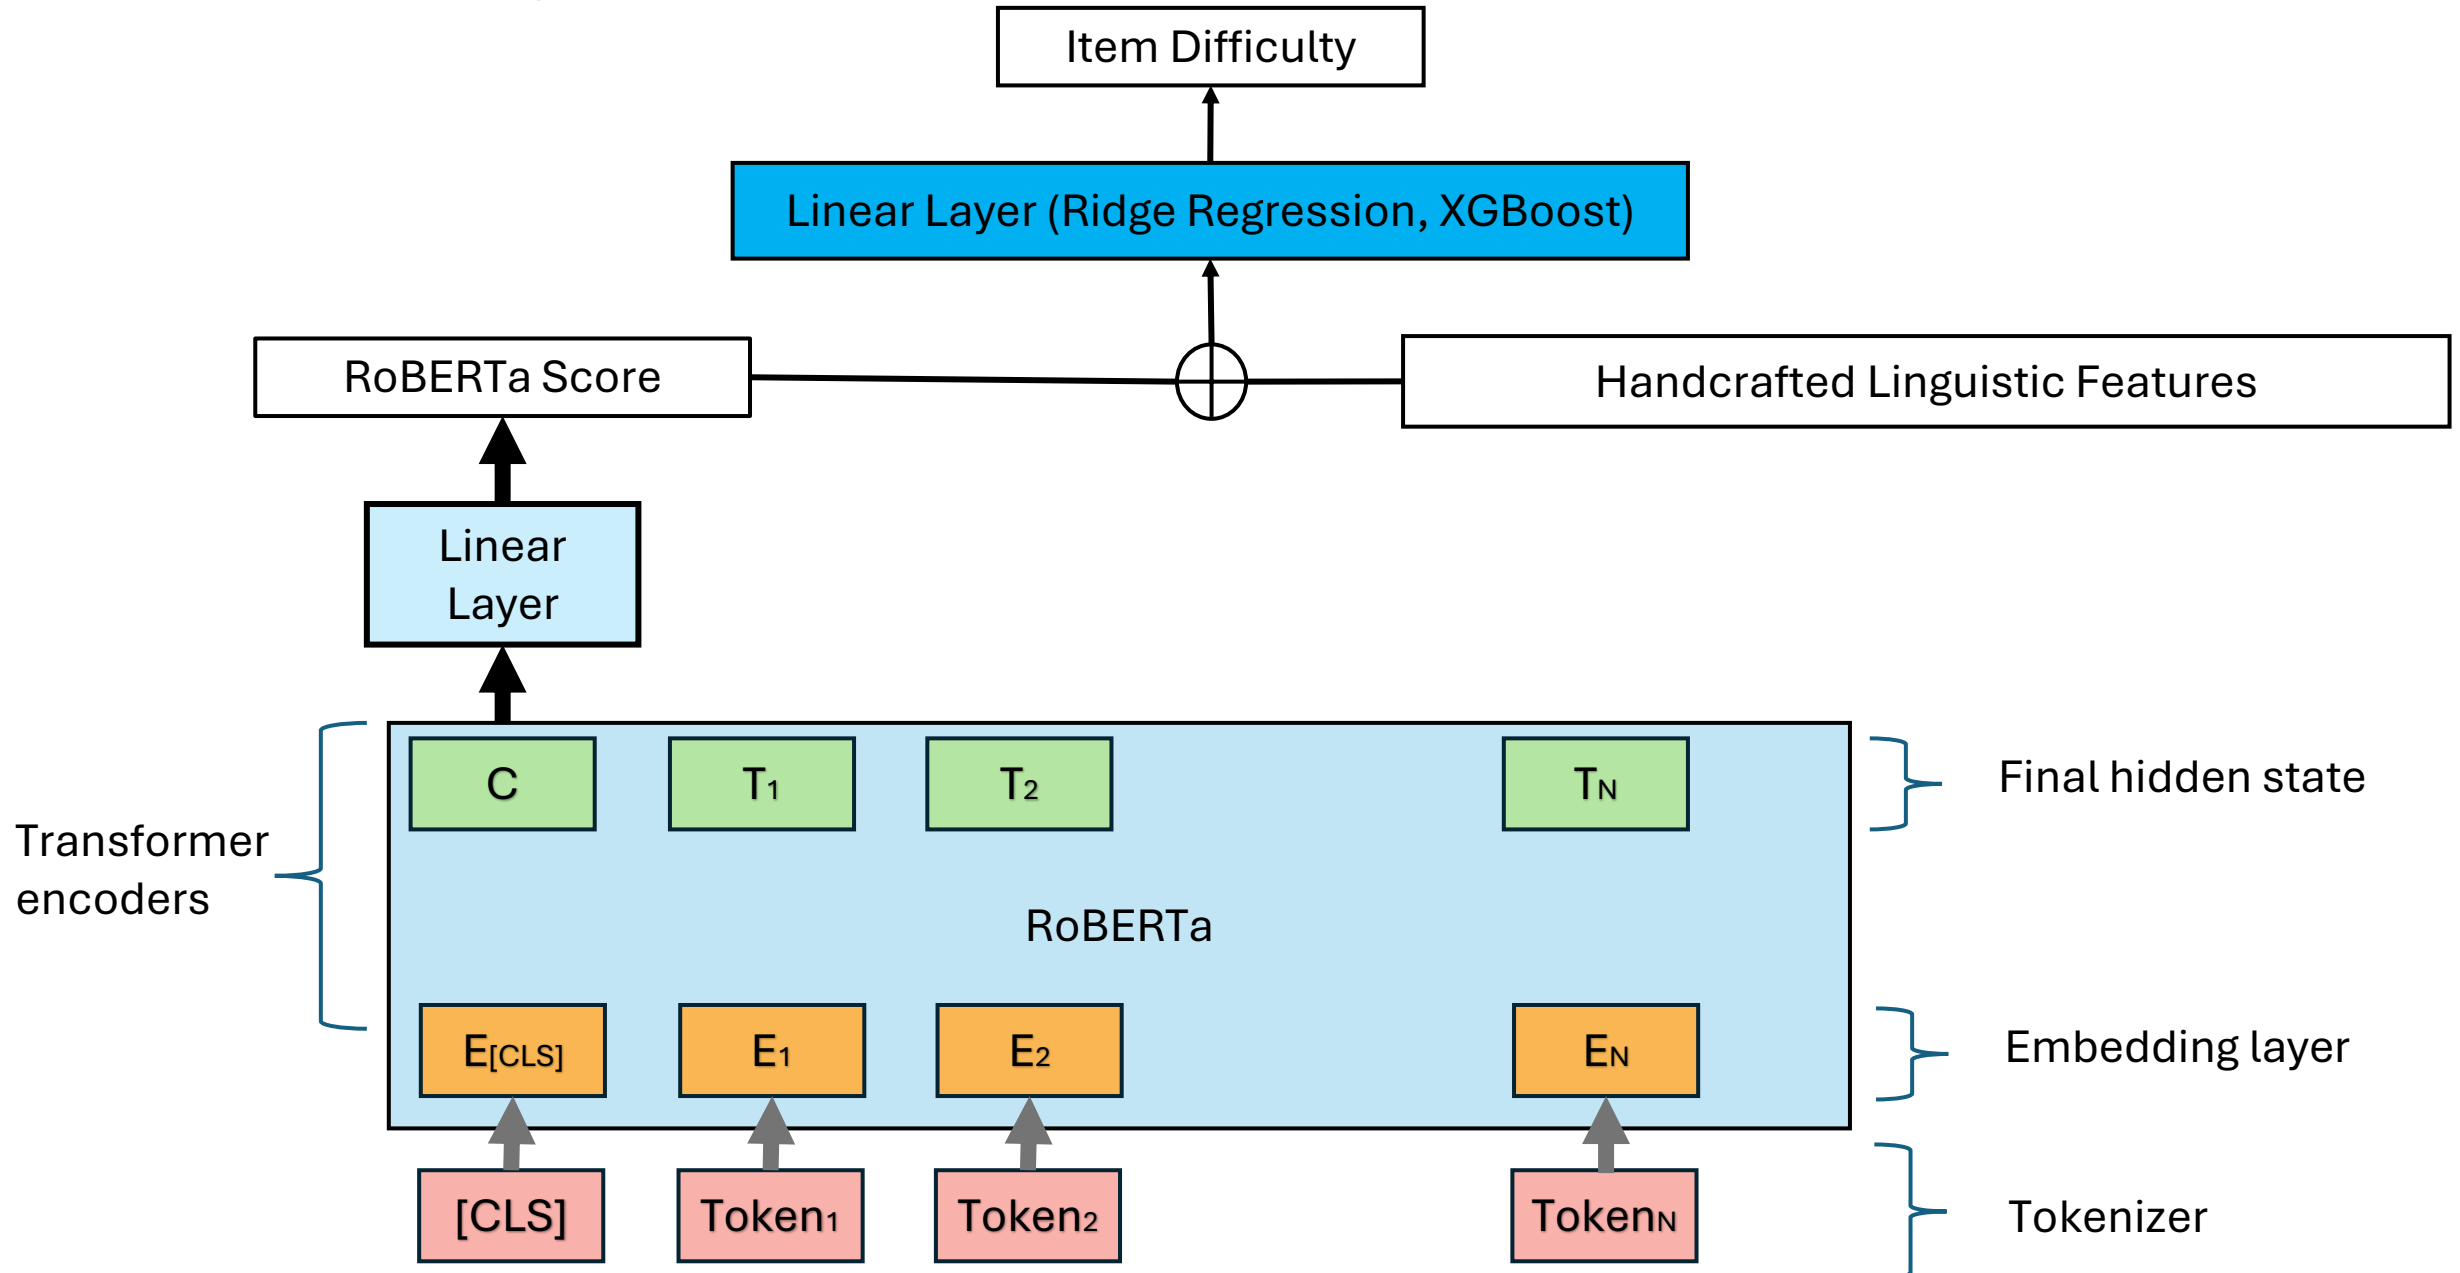 Item Difficulty
Linear Layer (Ridge Regression, XGBoost)
RoBERTa Score
Handcrafted Linguistic Features
Linear
Layer
C
T1
T2
TN
Final hidden state
Transformer
encoders
RoBERTa
E[CLS]
E1
E2
EN
Embedding layer
[CLS]
Token1
Token2
TokenN
Tokenizer